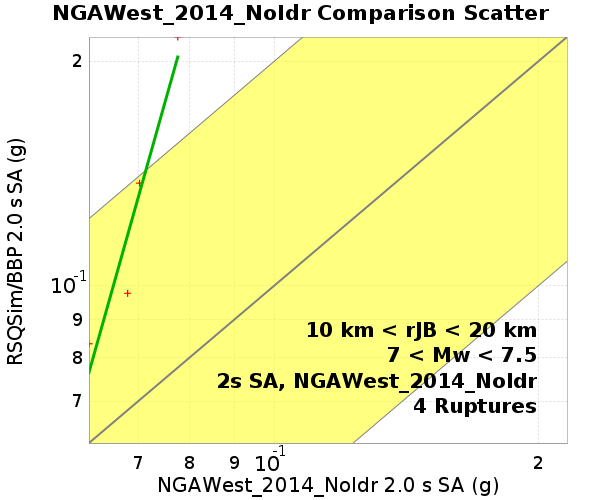 NGAWest_2014_NoIdr Comparison Scatter
RSQSim/BBP 2.0 s SA (g)
2
10-1
9
8
7
10 km < rJB < 20 km
7 < Mw < 7.5
2s SA, NGAWest_2014_NoIdr
4 Ruptures
7 8 9 10-1 2
NGAWest_2014_NoIdr 2.0 s SA (g)